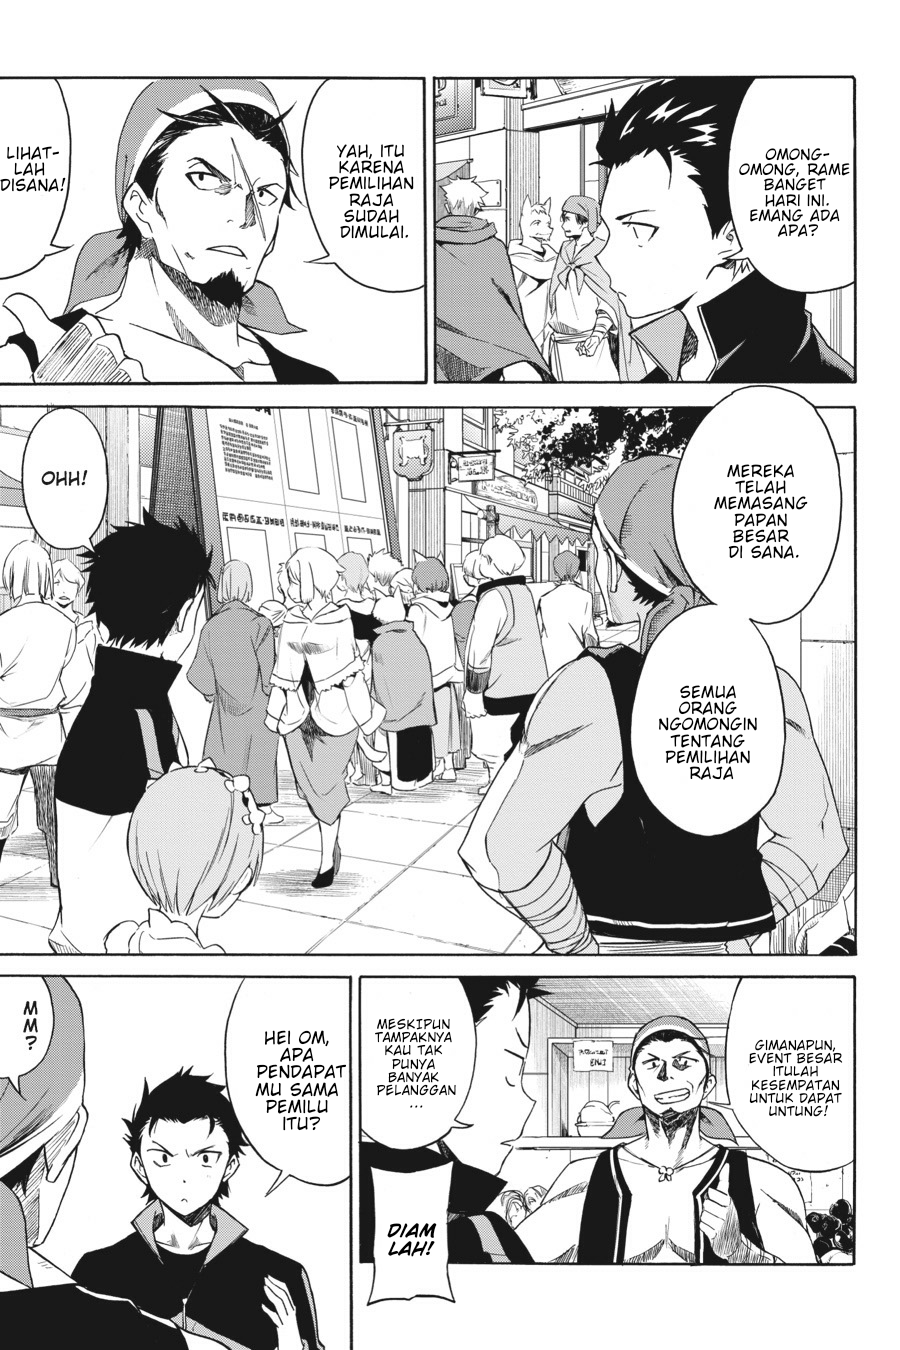 OMONG-
OMONG, RAME
BANGET
HARI INI.
EMANG ADA
APA?
YAH, ITU
KARENA
PEMILIHAN
RAJA
SUDAH
DIMULAI.
LIHAT-
LAH
DISANA!
MEREKA
TELAH
MEMASANG
PAPAN
BESAR
DI SANA.
SEMUA
ORANG
NGOMONGIN
TENTANG
PEMILIHAN
RAJA
OHH!
GIMANAPUN,
EVENT BESAR
ITULAH
KESEMPATAN
UNTUK DAPAT
UNTUNG!
MESKIPUN
TAMPAKNYA
KAU TAK
PUNYA
BANYAK
PELANGGAN
...
DIAM
LAH!
HEI OM,
APA
PENDAPAT
MU SAMA
PEMILU
ITU?
MM?